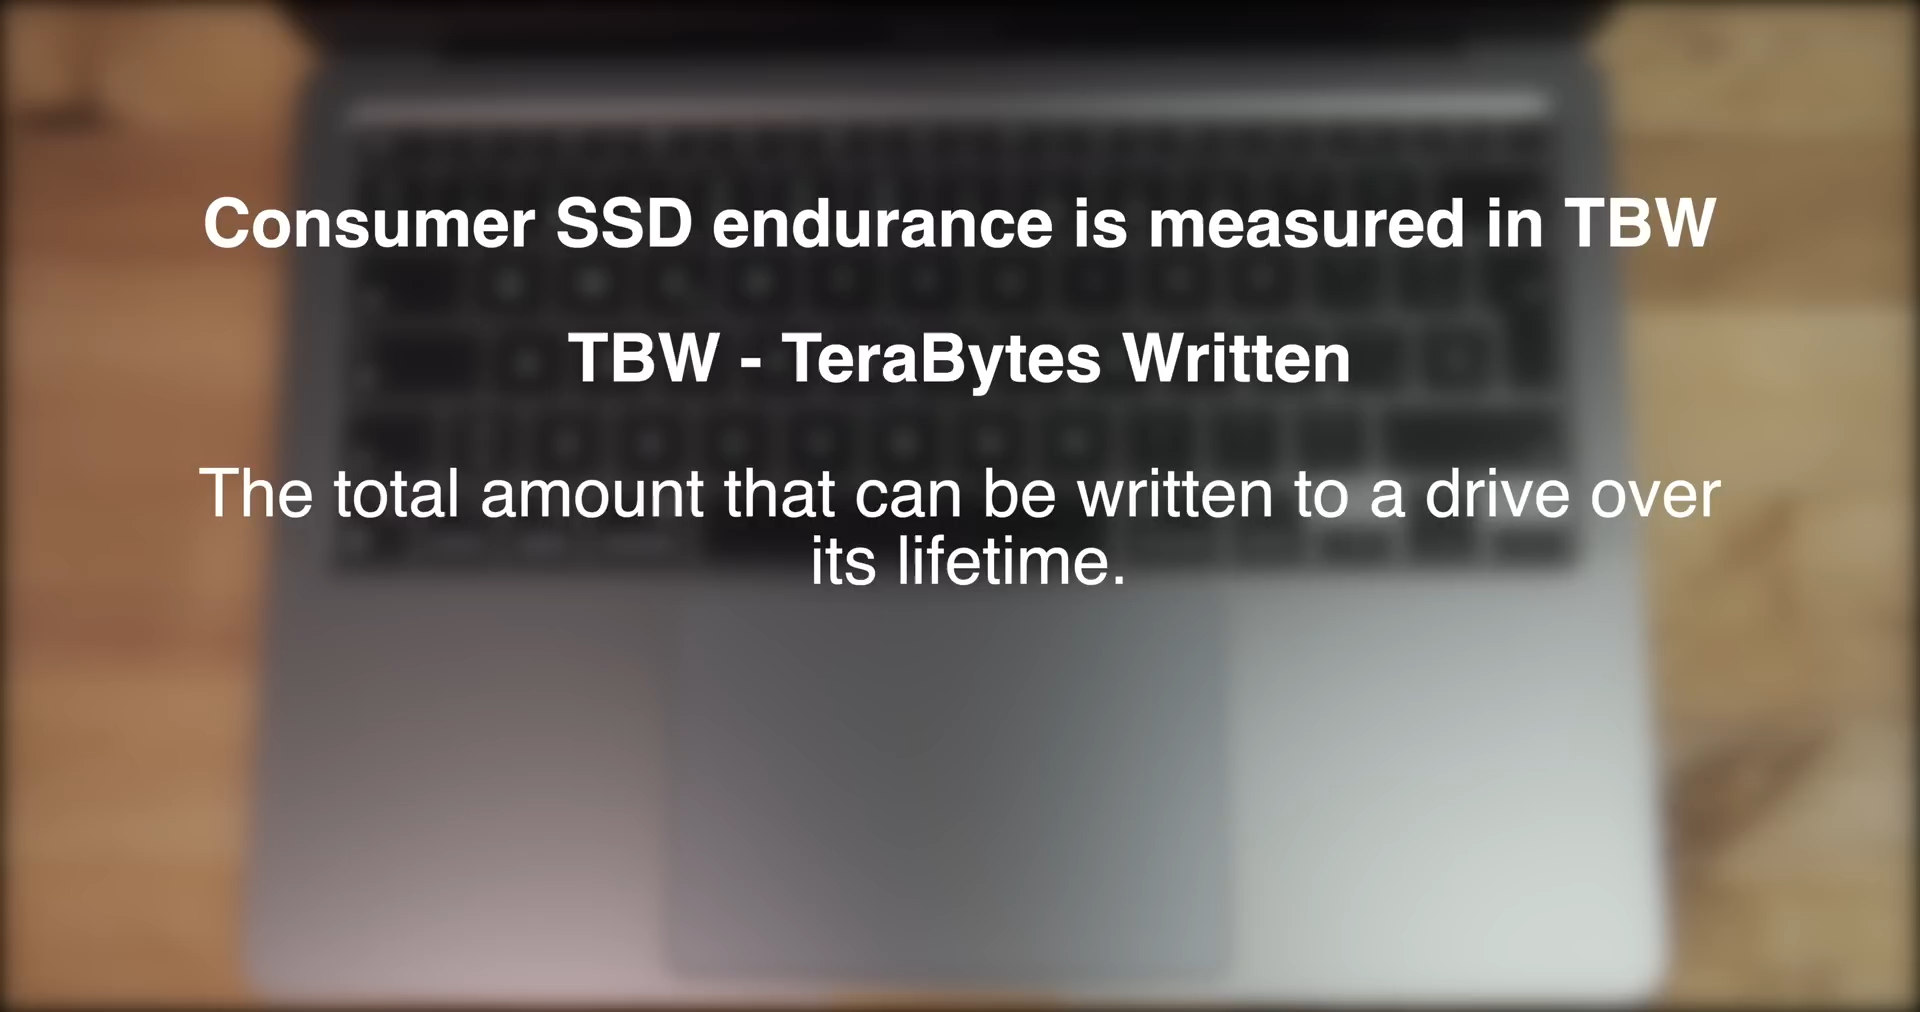 Consumer SSD endurance is measured in TBW
TBW - TeraBytes Written
The total amount that can be written to a drive over
its lifetime.